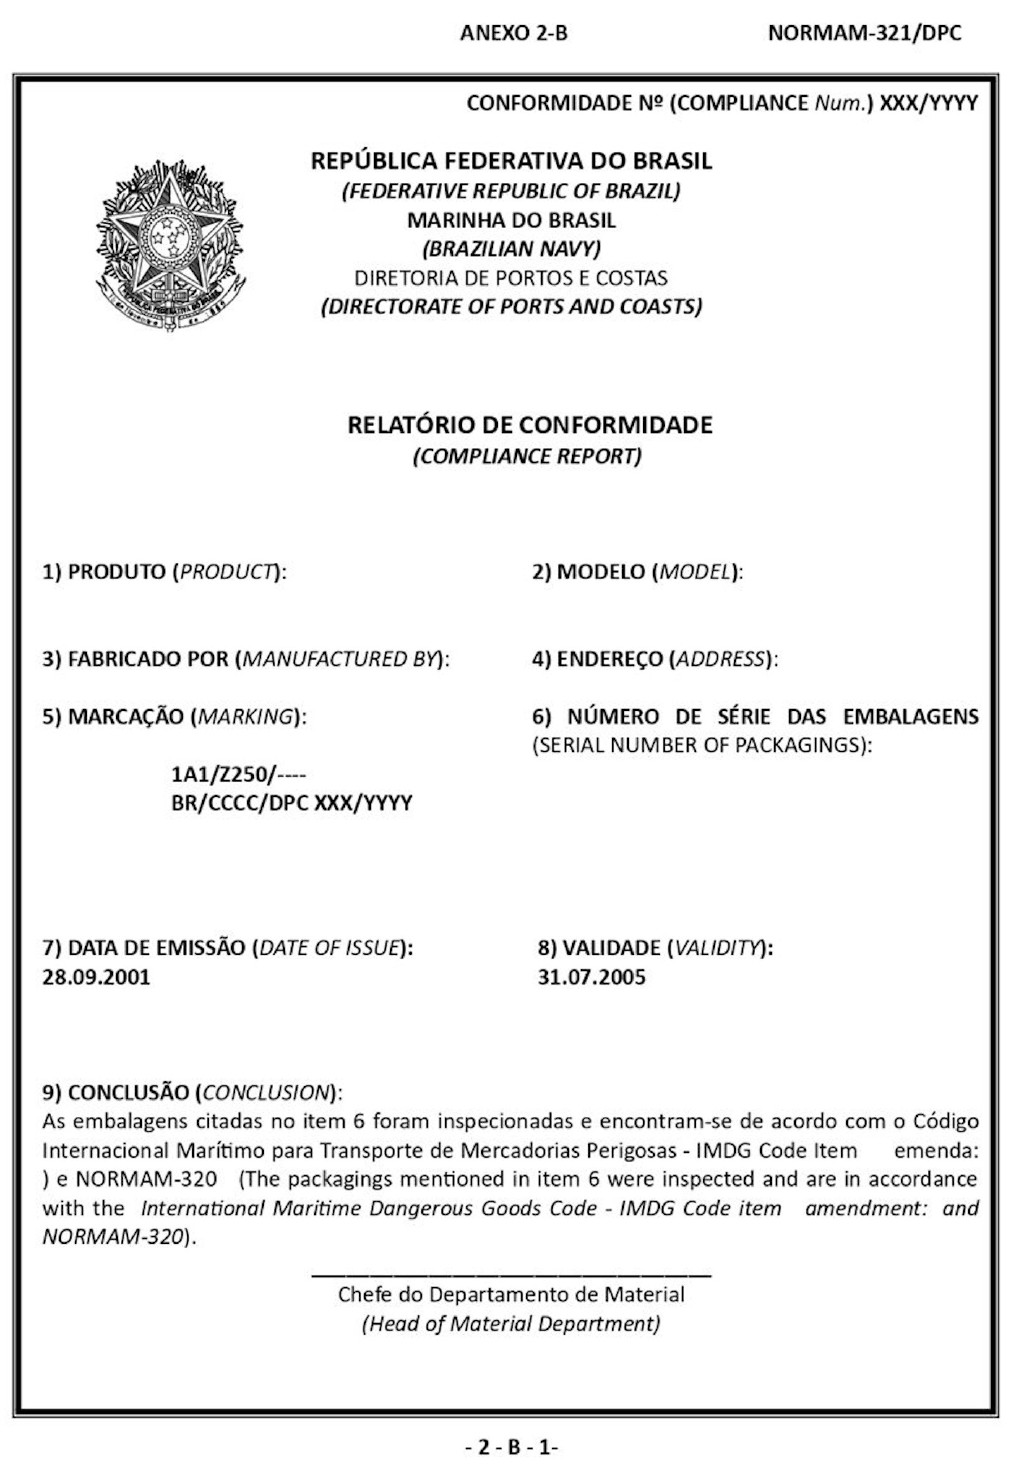 ANEXO 2-B NORMAM-321/DPC
CONFORMIDADE Nº (COMPLIANCE Num.) XXX/YYYY
REPÚBLICA FEDERATIVA DO BRASIL
(FEDERATIVE REPUBLIC OF BRAZIL)
MARINHA DO BRASIL
(BRAZILIAN NAVY)
DIRETORIA DE PORTOS E COSTAS
(DIRECTORATE OF PORTS AND COASTS)
RELATÓRIO DE CONFORMIDADE
(COMPLIANCE REPORT)
1) PRODUTO (PRODUCT): 2) MODELO (MODEL):
3) FABRICADO POR (MANUFACTURED BY): 4) ENDEREÇO (ADDRESS):
5) MARCAÇÃO (MARKING): 6) NÚMERO DE SÉRIE DAS EMBALAGENS
(SERIAL NUMBER OF PACKAGINGS):
1A1/Z250/----
BR/CCCC/DPC XXX/YYYY
7) DATA DE EMISSÃO (DATE OF ISSUE): 8) VALIDADE (VALIDITY):
28.09.2001 31.07.2005
9) CONCLUSÃO (CONCLUSION):
As embalagens citadas no item 6 foram inspecionadas e encontram-se de acordo com o Código
Internacional Marítimo para Transporte de Mercadorias Perigosas - IMDG Code Item emenda:
) e NORMAM-320 (The packagings mentioned in item 6 were inspected and are in accordance
with the International Maritime Dangerous Goods Code - IMDG Code item amendment: and
NORMAM-320).
Chefe do Departamento de Material
(Head of Material Department)
- 2 - B - 1-